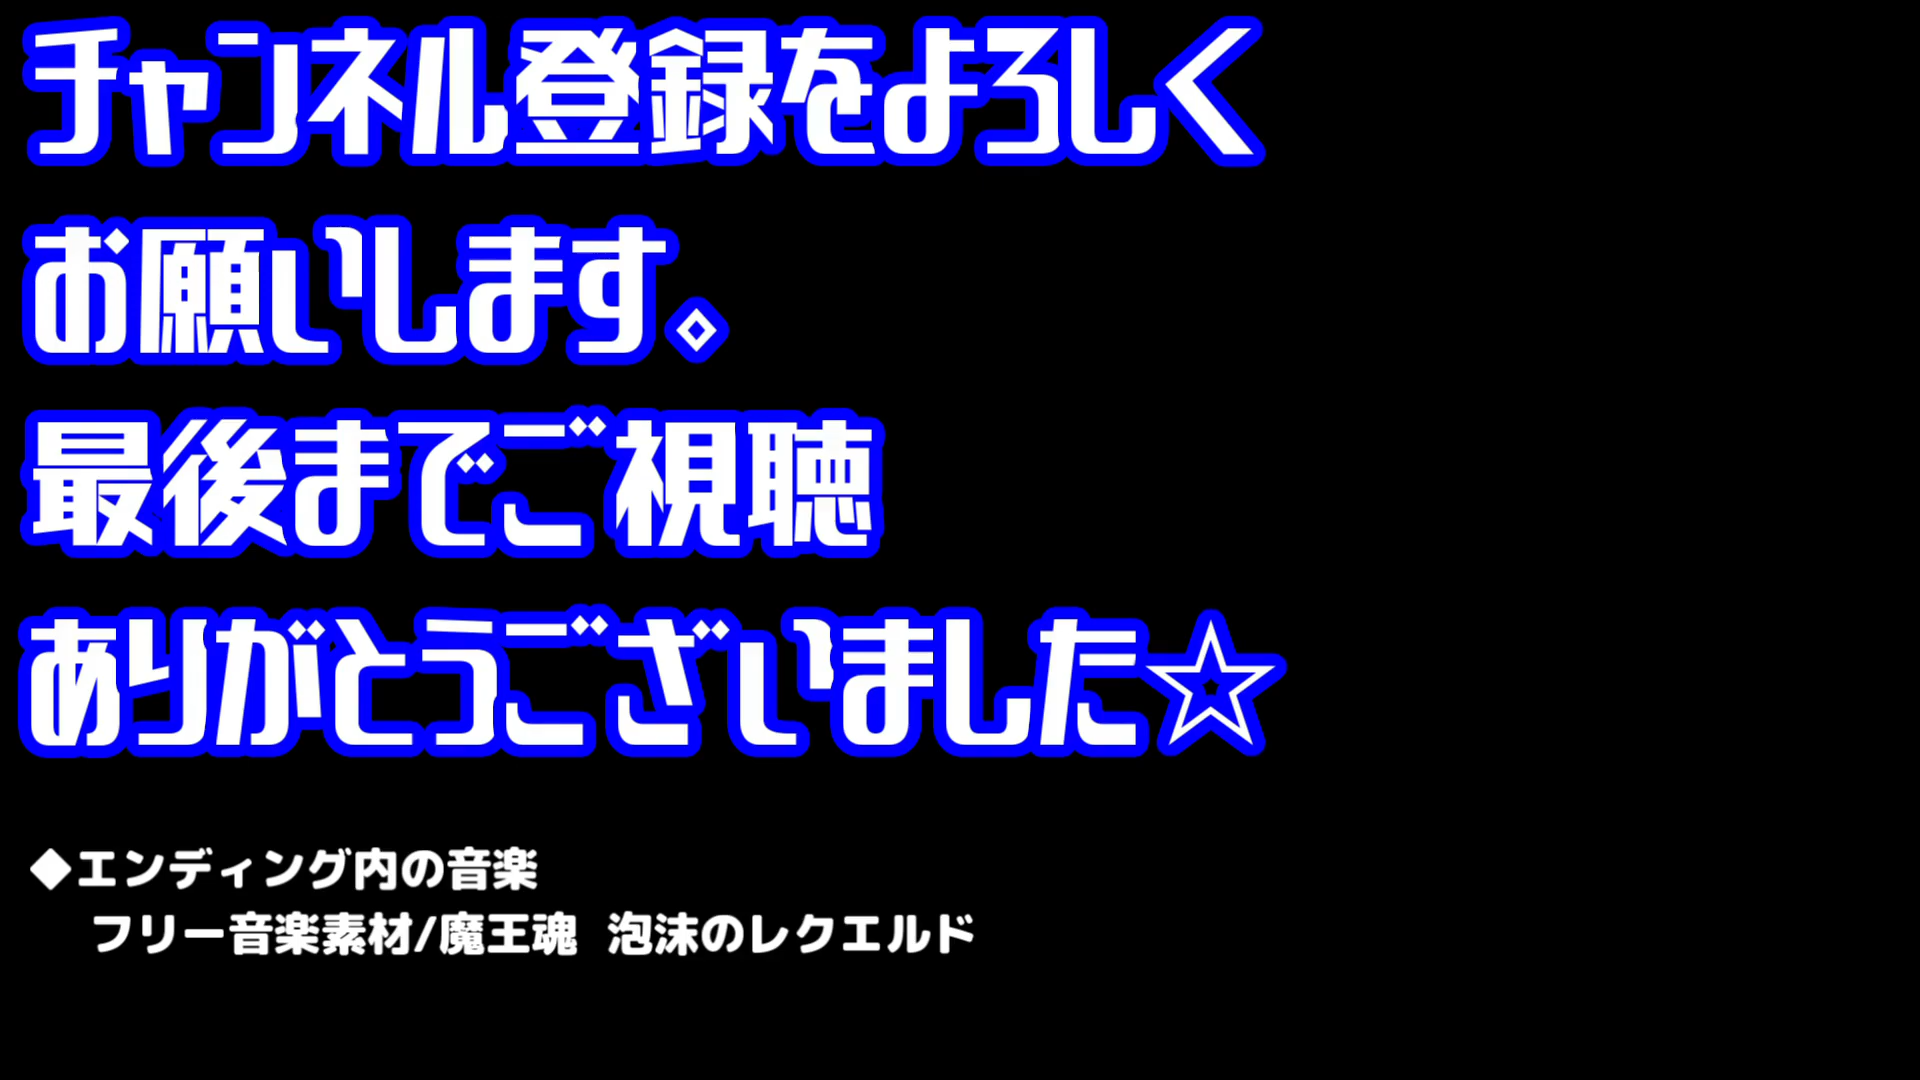 チャンネル登録をよろしく
お願いします。
最後までご視聴
ありがとうございました☆
◆エンディング内の音楽
フリー音楽素材/魔王魂 泡沫のレクエルド